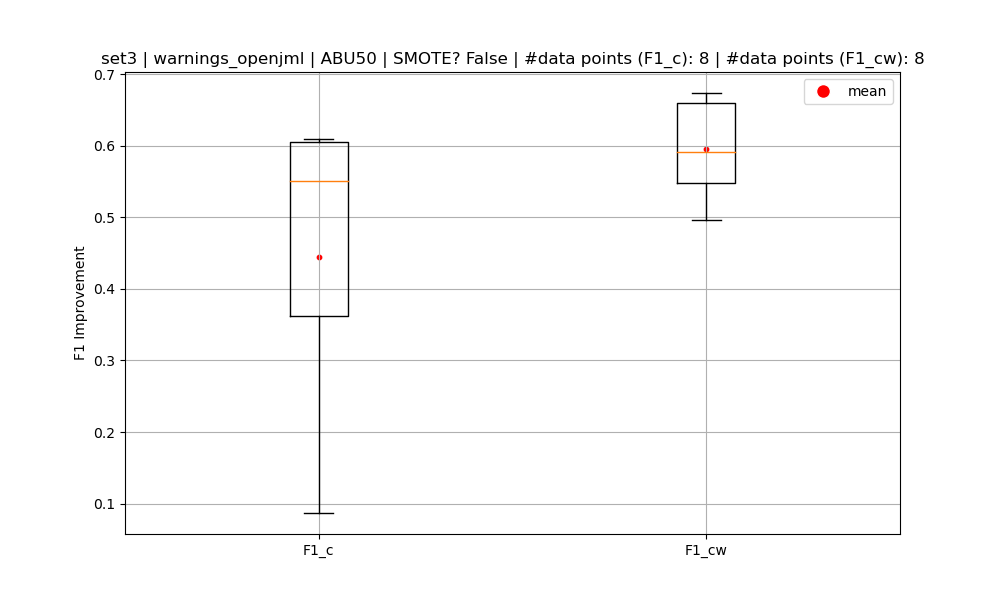 set3 | warnings_openjml | ABU50 | SMOTE? False | #data points (F1_c): 8 | #data points (F1_cw): 8
mean
F1 Improvement
0.7
0.6
0.5
0.4
0.3
0.2
0.1
F1_c
F1_cw